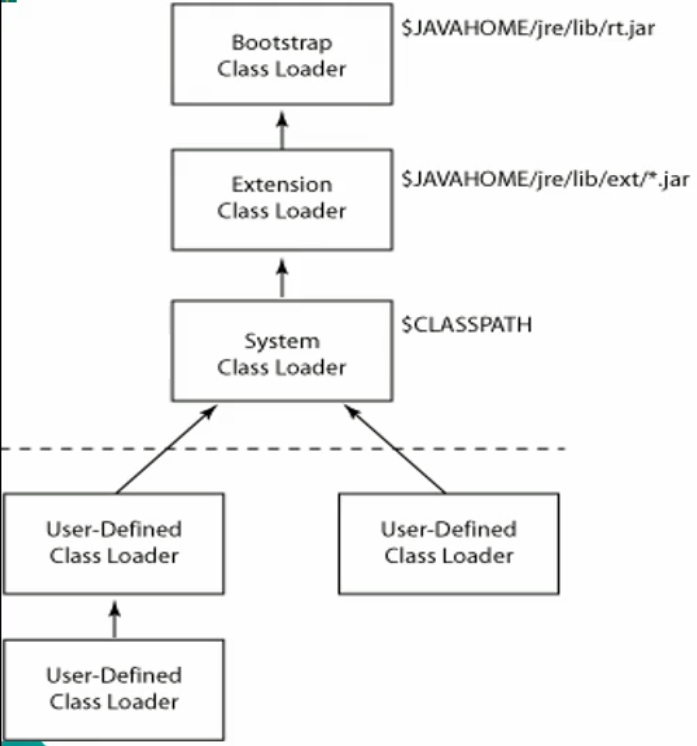 Bootstrap
Class Loader
$JAVAHOME/jre/lib/rt.jar
Extension
Class Loader
$JAVAHOME/jre/lib/ext/*.jar
System
Class Loader
$CLASSPATH
User-Defined
Class Loader
User-Defined
Class Loader
User-Defined
Class Loader